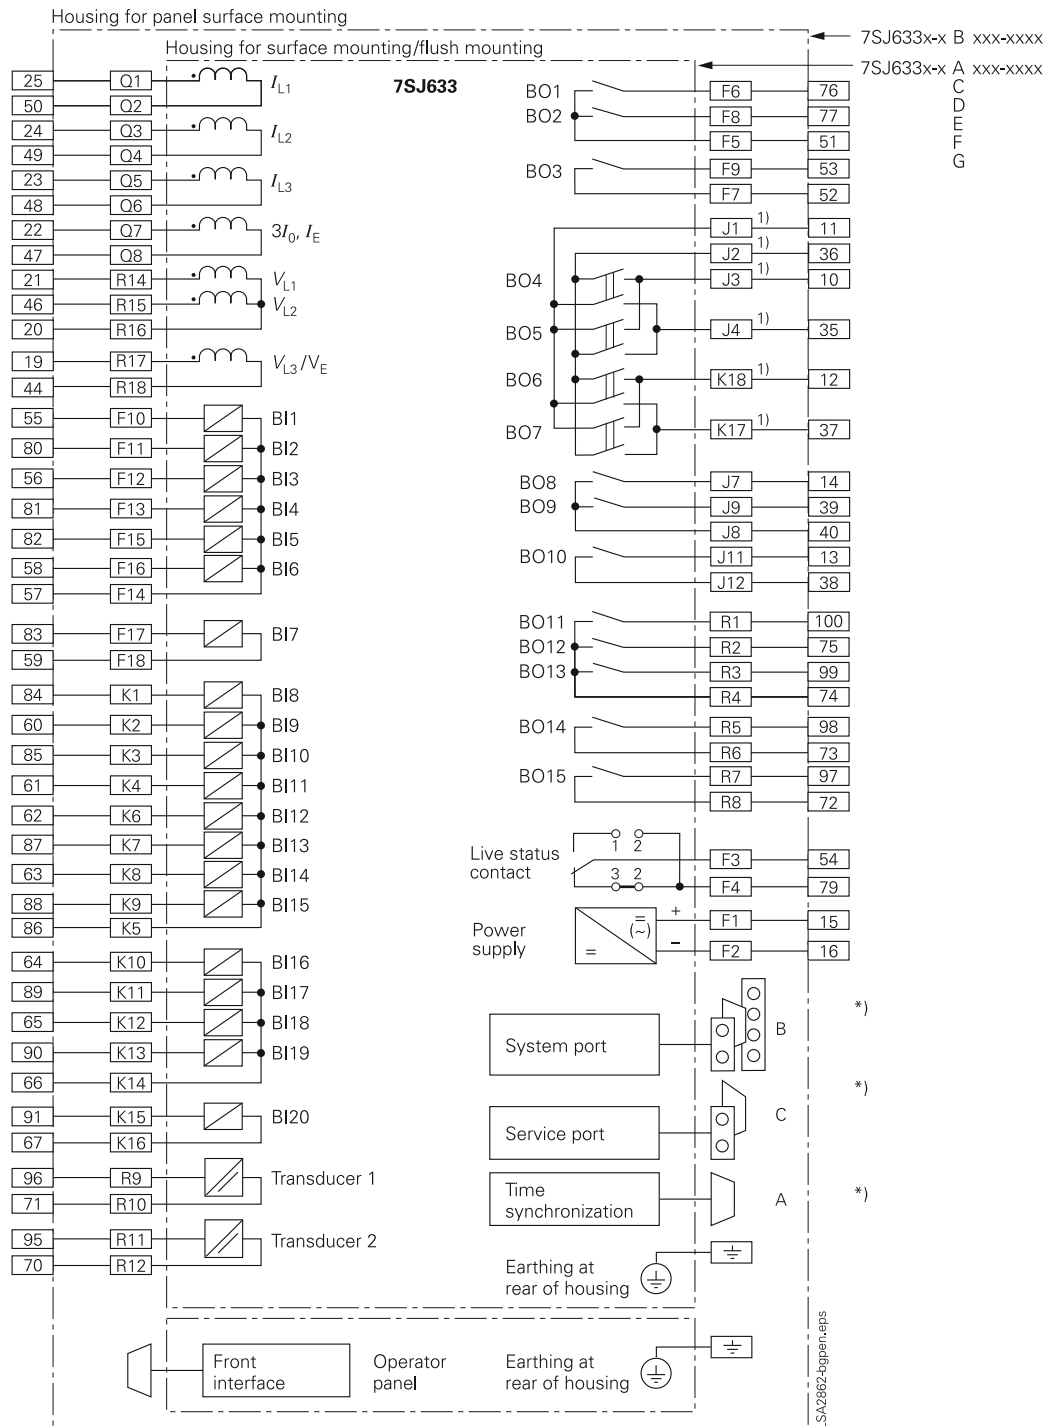 Housing for panel surface mounting
7SJ633x-x B xxx-xxxx
Housing for surface mounting/flush mounting
7SJ633x-x A xxx-xxxx
C
D
E
F
G
7SJ633
25 Q1 I L1
50 Q2
24 Q3 I L2
49 Q4
23 Q5 I L3
48 Q6
22 Q7 3I0, IE
47 Q8
21 R14 VL1
46 R15 VL2
20 R16
19 R17 VL3/VE
44 R18
55 F10 BI1
80 F11 BI2
56 F12 BI3
81 F13 BI4
82 F15 BI5
58 F16 BI6
57 F14
83 F17 BI7
59 F18
84 K1 BI8
60 K2 BI9
85 K3 BI10
61 K4 BI11
62 K6 BI12
87 K7 BI13
63 K8 BI14
88 K9 BI15
86 K5
64 K10 BI16
89 K11 BI17
65 K12 BI18
90 K13 BI19
66 K14
91 K15 BI20
67 K16
96 R9 Transducer 1
71 R10
95 R11 Transducer 2
70 R12
BO1 F6 76
BO2 F8 77
F5 51
BO3 F9 53
F7 52
J1 1) 11
J2 1) 36
BO4 J3 1) 10
BO5 J4 1) 35
BO6 K18 1) 12
BO7 K17 1) 37
BO8 J7 14
BO9 J9 39
J8 40
BO10 J11 13
J12 38
BO11 R1 100
BO12 R2 75
BO13 R3 99
R4 74
BO14 R5 98
R6 73
BO15 R7 97
R8 72
1 2
Live status
contact
F3 54
3 2
F4 79
Power
supply
= (~)
=
+ F1 15
− F2 16
System port B *)
Service port C *)
Time
synchronization
A *)
Earthing at
rear of housing
Front
interface
Operator
panel
Earthing at
rear of housing
LSA2862-bgpen.eps